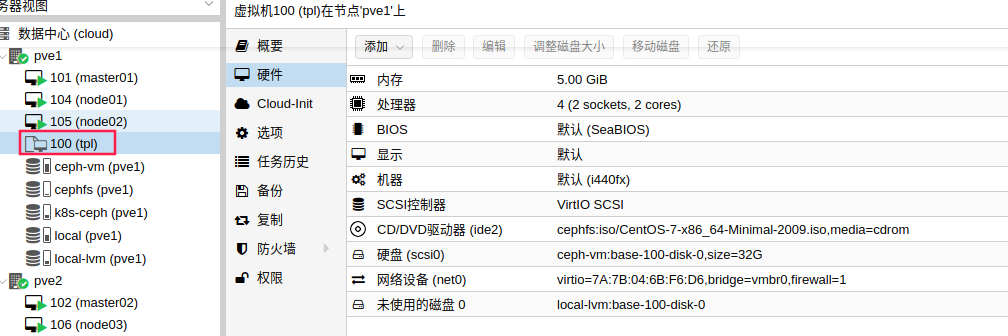 务器视图
数据中心 (cloud)
pve1
101 (master01)
104 (node01)
105 (node02)
100 (tpl)
ceph-vm (pve1)
cephfs (pve1)
k8s-ceph (pve1)
local (pve1)
local-lvm (pve1)
pve2
102 (master02)
106 (node03)
虚拟机100 (tpl)在节点'pve1'上
概要
硬件
Cloud-Init
选项
任务历史
备份
复制
防火墙
权限
添加 删除 编辑 调整磁盘大小 移动磁盘 还原
内存 5.00 GiB
处理器 4 (2 sockets, 2 cores)
BIOS 默认 (SeaBIOS)
显示 默认
机器 默认 (i440fx)
SCSI控制器 VirtIO SCSI
CD/DVD驱动器 (ide2) cephfs:iso/CentOS-7-x86_64-Minimal-2009.iso,media=cdrom
硬盘 (scsi0) ceph-vm:base-100-disk-0,size=32G
网络设备 (net0) virtio=7A:7B:04:6B:F6:D6,bridge=vmbr0,firewall=1
未使用的磁盘 0 local-lvm:base-100-disk-0